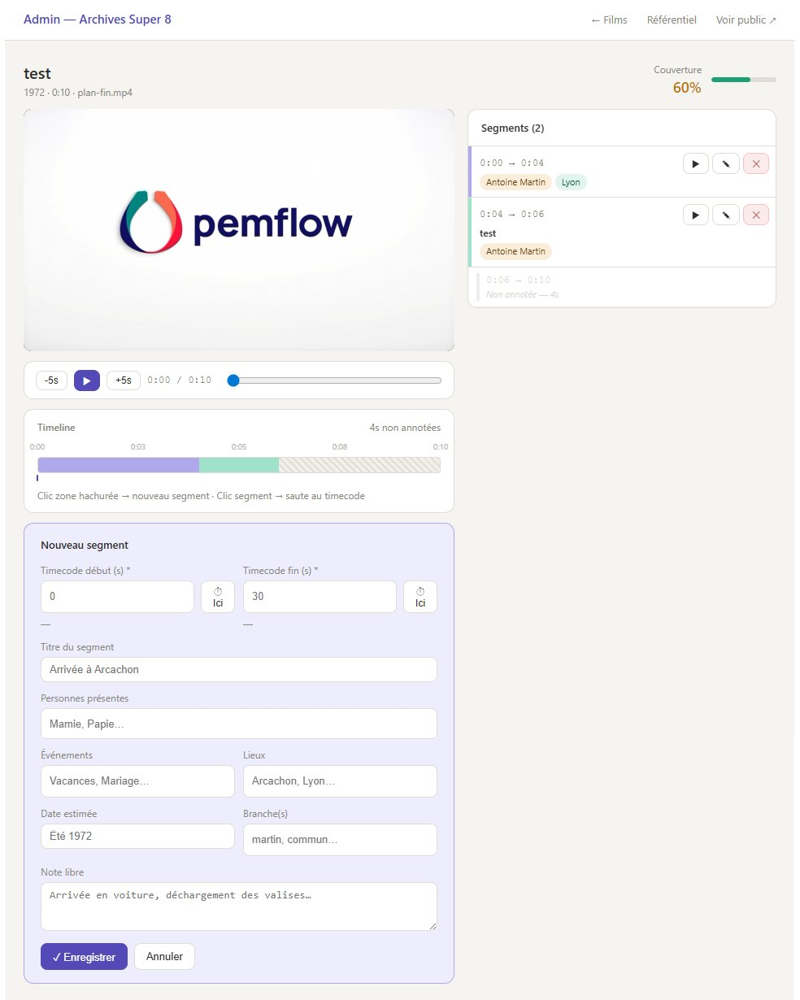 Admin — Archives Super 8
← Films Référentiel Voir public ↗
test
1972 · 0:10 · plan-fin.mp4
Couverture
60%
pemflow
-5s ▶ +5s 0:00 / 0:10
Timeline 4s non annotées
0:00 0:03 0:05 0:08 0:10
Clic zone hachurée → nouveau segment · Clic segment → saute au timecode
Nouveau segment
Timecode début (s) * Timecode fin (s) *
0 ⏱ Ici 30 ⏱ Ici
— —
Titre du segment
Arrivée à Arcachon
Personnes présentes
Mamie, Papie…
Événements Lieux
Vacances, Mariage… Arcachon, Lyon…
Date estimée Branche(s)
Été 1972 martin, commun…
Note libre
Arrivée en voiture, déchargement des valises…
✓ Enregistrer Annuler
Segments (2)
0:00 → 0:04
Antoine Martin Lyon
0:04 → 0:06
test
Antoine Martin
0:06 → 0:10
Non annotée — 4s